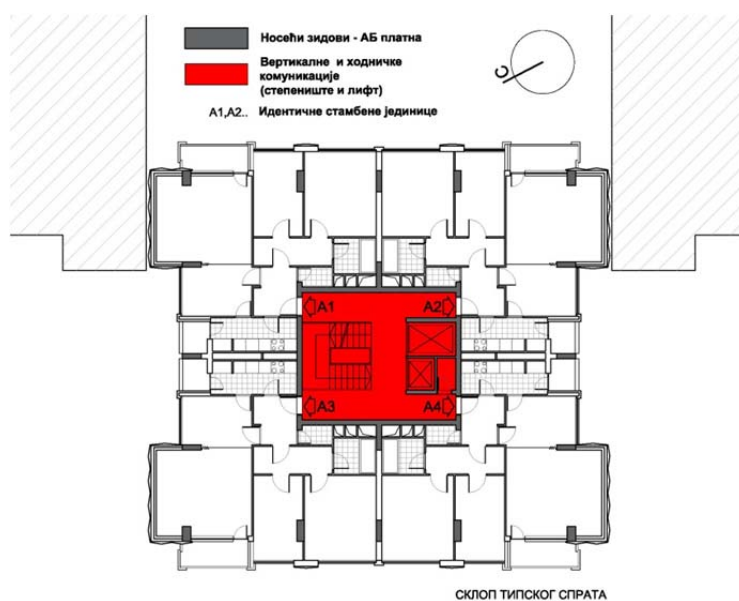 Носећи зидови - АБ платна
Вертикалне и ходничке
комуникације
(степениште и лифт)
А1,А2.. Идентичне стамбене јединице
С
А1
А2
А3
А4
СКЛОП ТИПСКОГ СПРАТА